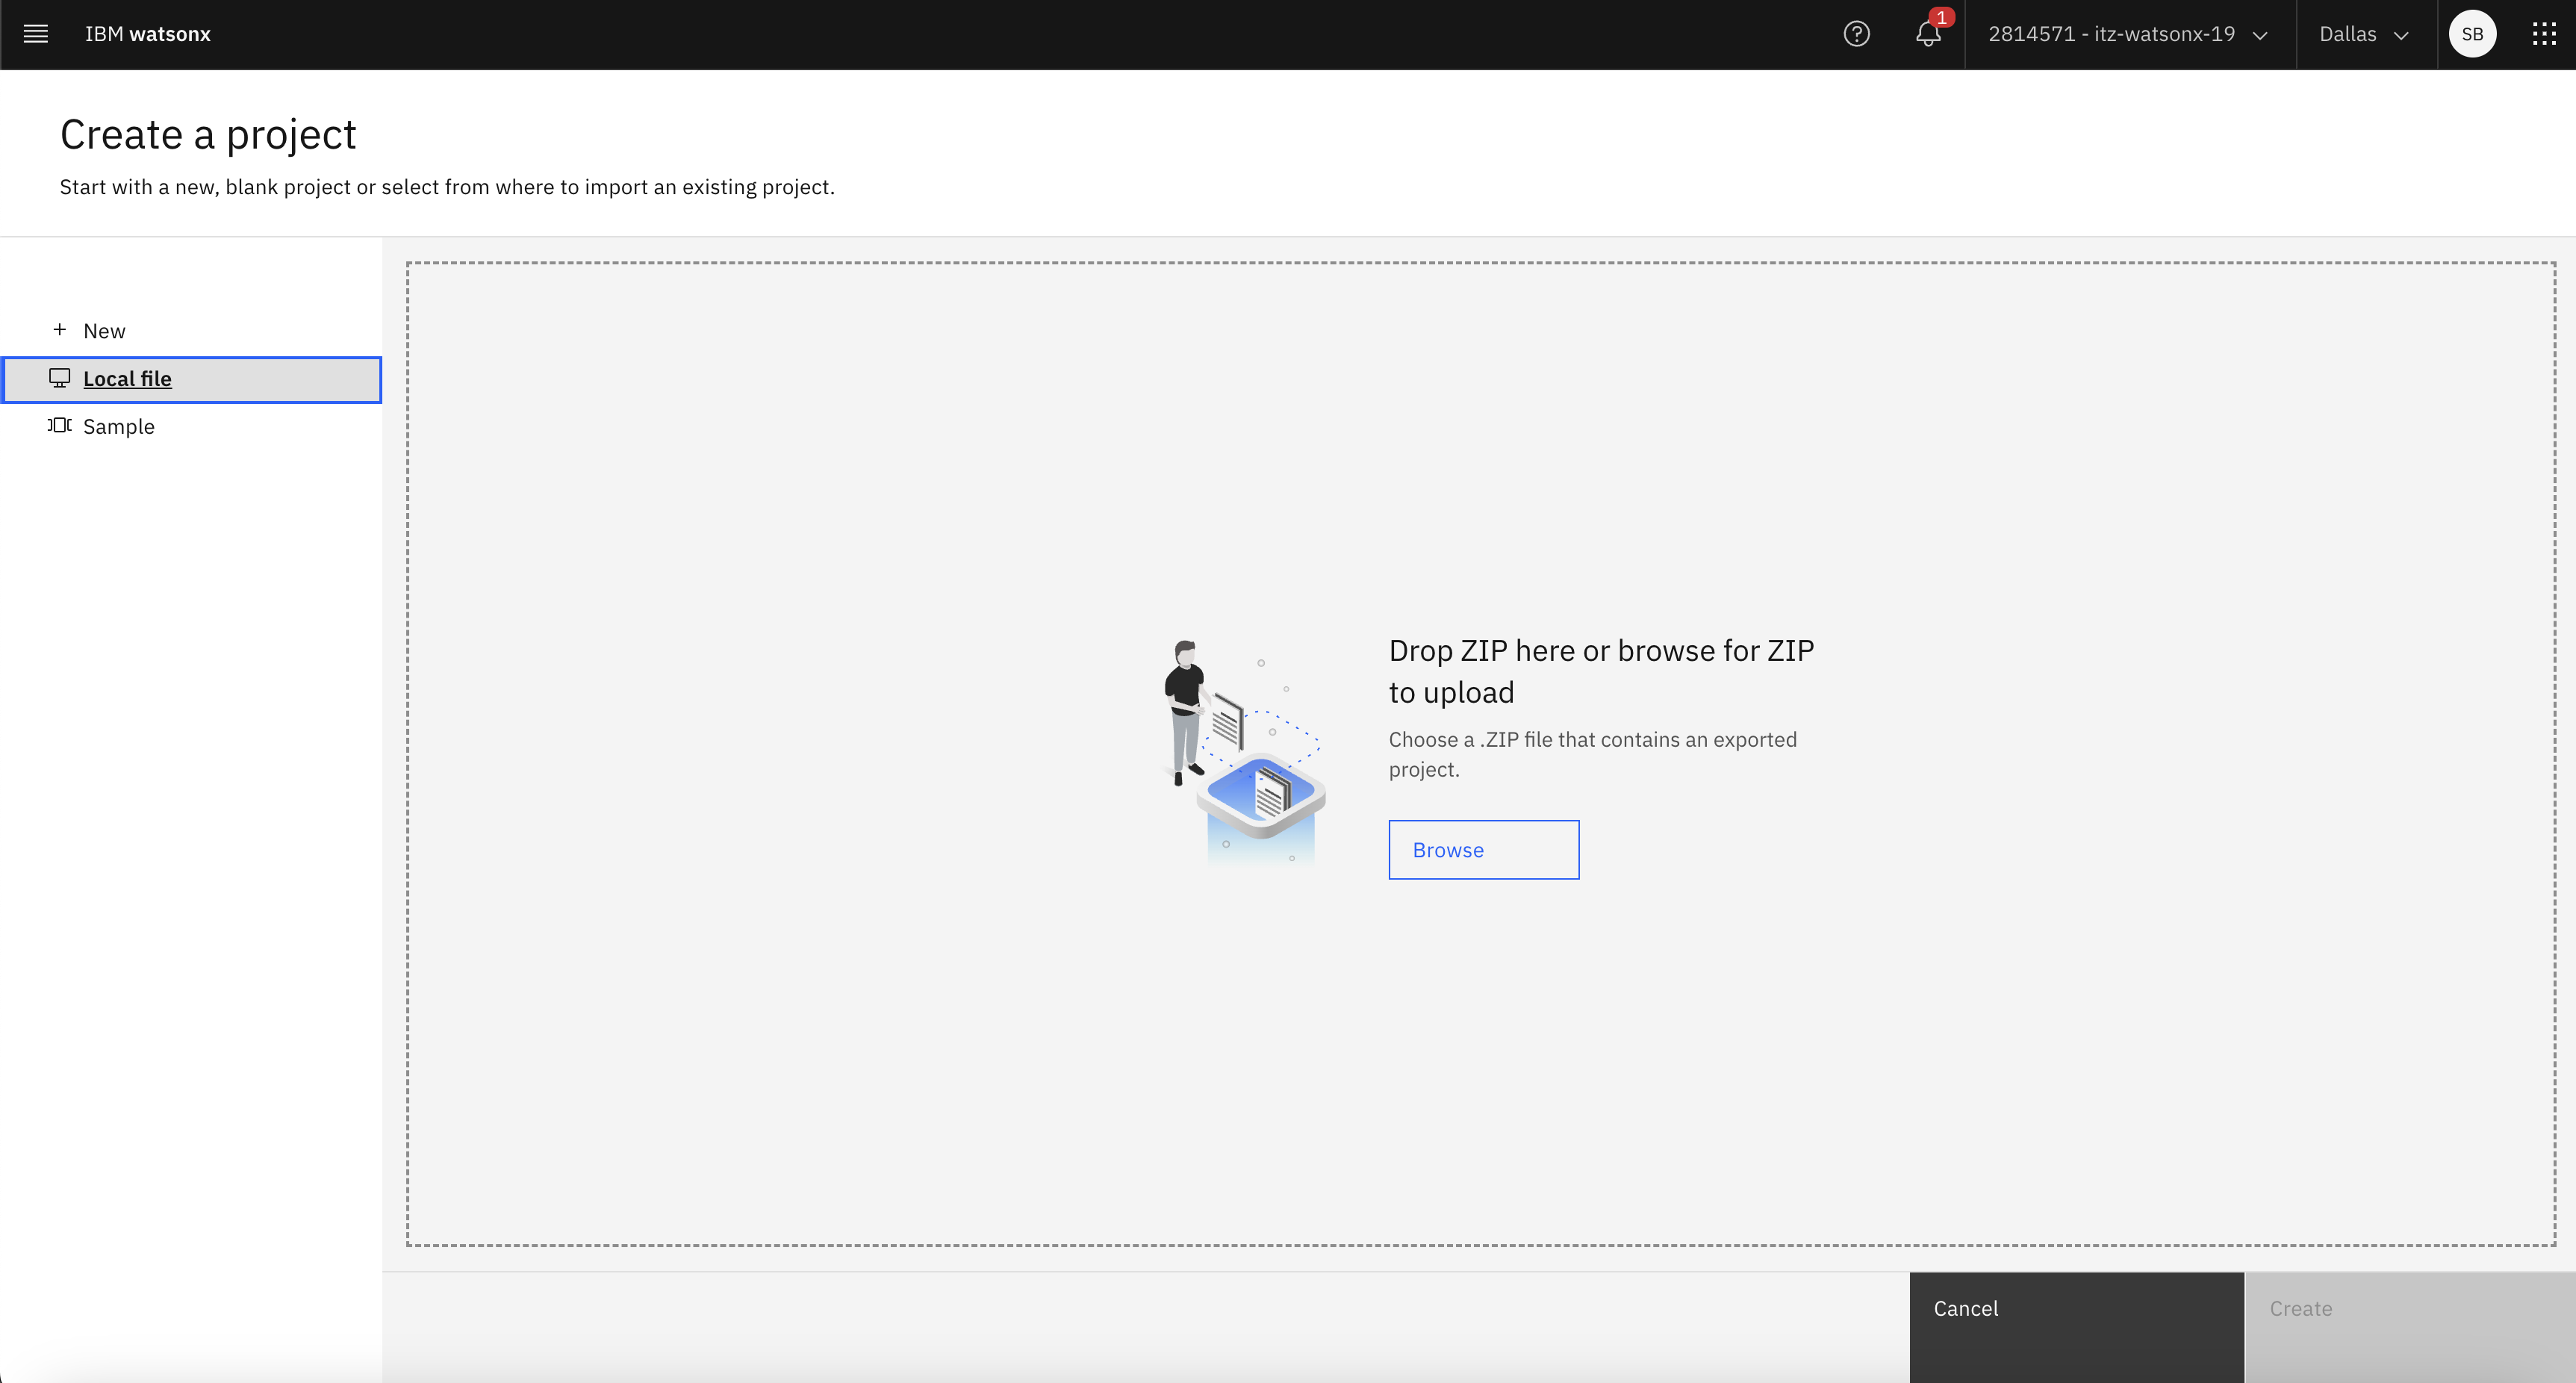 IBM watsonx
1
2814571 - itz-watsonx-19
Dallas
SB
Create a project
Start with a new, blank project or select from where to import an existing project.
New
Local file
Sample
Drop ZIP here or browse for ZIP
to upload
Choose a .ZIP file that contains an exported
project.
Browse
Cancel
Create